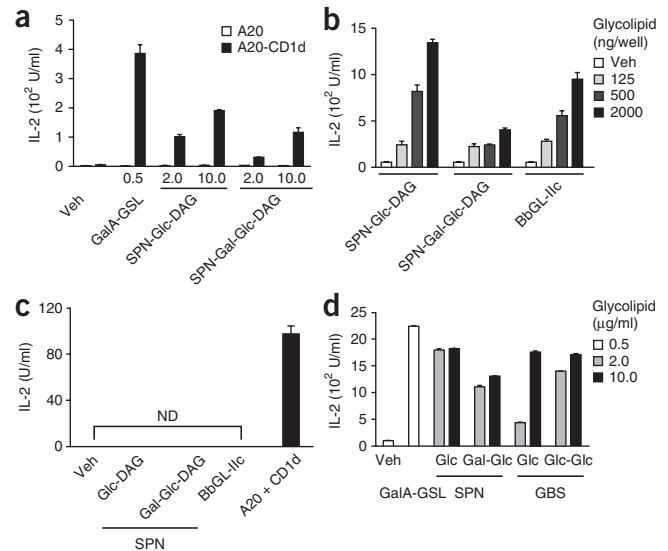 a
IL-2 (10² U/ml)
5
4
3
2
1
0
A20
A20-CD1d
0.5 2.0 10.0 2.0 10.0
Veh
GalA-GSL
SPN-Glc-DAG
SPN-Gal-Glc-DAG
b
IL-2 (10² U/ml)
15
10
5
0
Glycolipid
(ng/well)
Veh
125
500
2000
SPN-Glc-DAG
SPN-Gal-Glc-DAG
BbGL-IIc
c
IL-2 (U/ml)
120
80
40
0
ND
Veh
Glc-DAG
Gal-Glc-DAG
BbGL-IIc
A20 + CD1d
SPN
d
IL-2 (10² U/ml)
25
20
15
10
5
0
Glycolipid
(μg/ml)
0.5
2.0
10.0
Veh Glc Gal-Glc Glc Glc-Glc
GalA-GSL SPN GBS